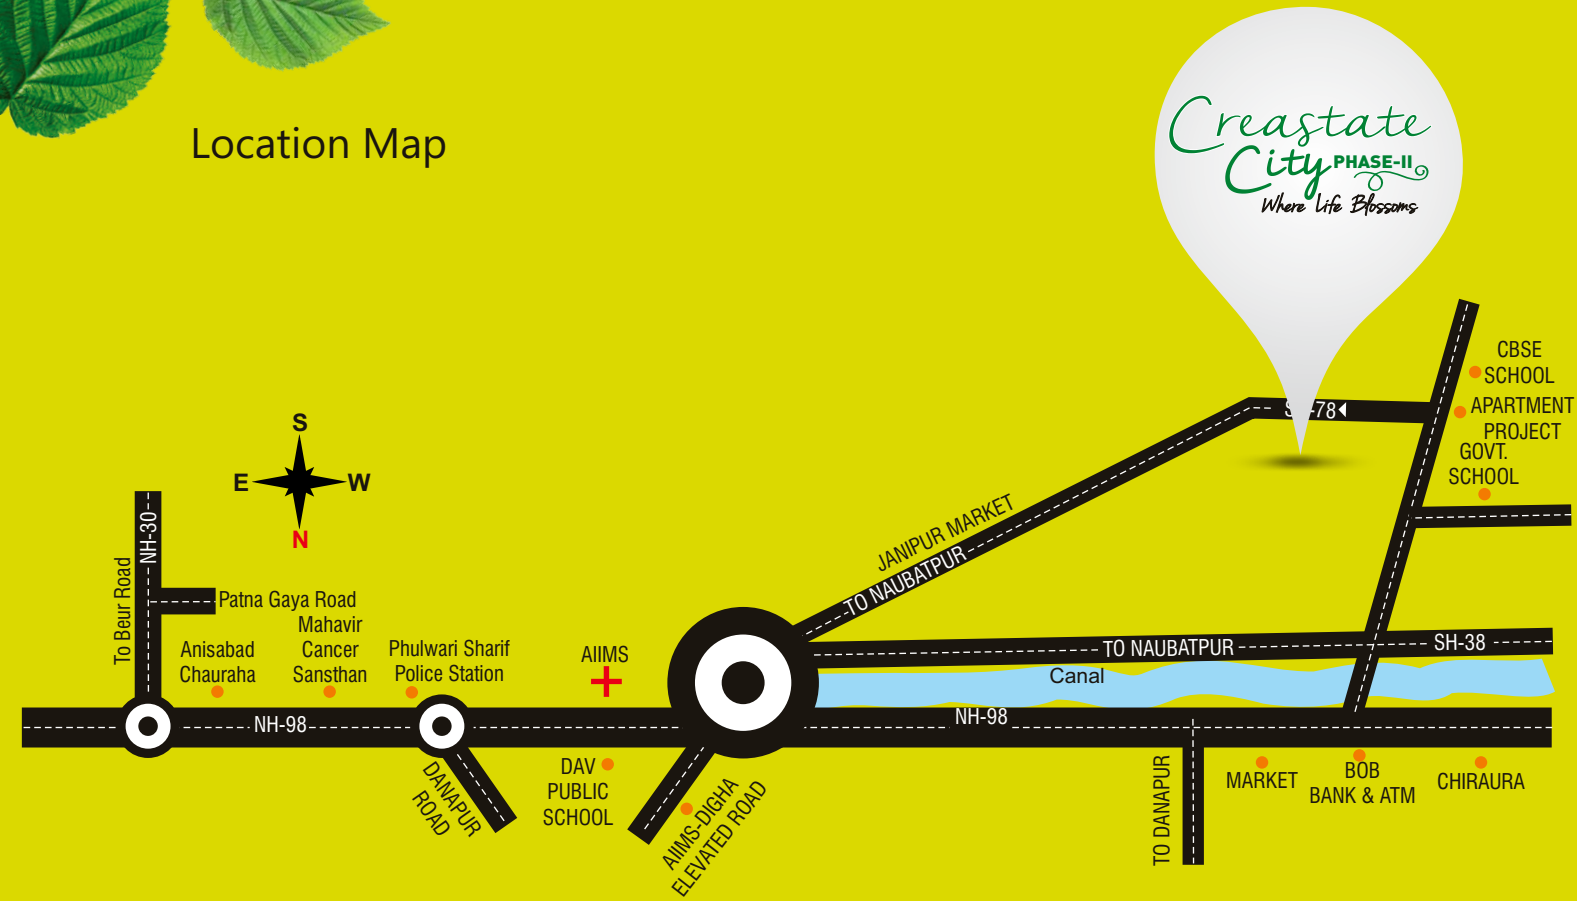 Location Map
Creastate
City PHASE-II
Where Life Blossoms
CBSE
SCHOOL
APARTMENT
PROJECT
GOVT.
SCHOOL
-78
S
E
W
N
JANIPUR MARKET
TO NAUBATPUR
NH-30
To Beur Road
Patna Gaya Road
Mahavir
Cancer
Sansthan
Anisabad
Chauraha
Phulwari Sharif
Police Station
AIIMS
TO NAUBATPUR
SH-38
Canal
NH-98
NH-98
DANAPUR
ROAD
DAV
PUBLIC
SCHOOL
AIIMS-DIGHA
ELEVATED ROAD
TO DANAPUR
MARKET
BOB
BANK & ATM
CHIRAURA